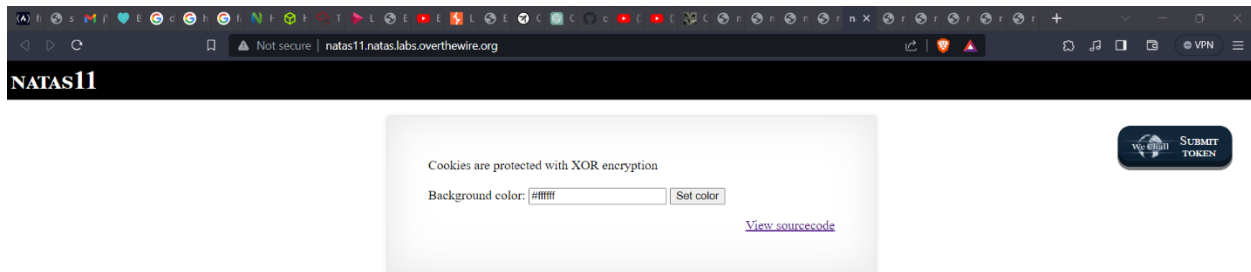 Not secure | natas11.natas.labs.overthewire.org
VPN
NATAS11
Cookies are protected with XOR encryption
Background color: #ffffff Set color
View sourcecode
We Chall SUBMIT
TOKEN